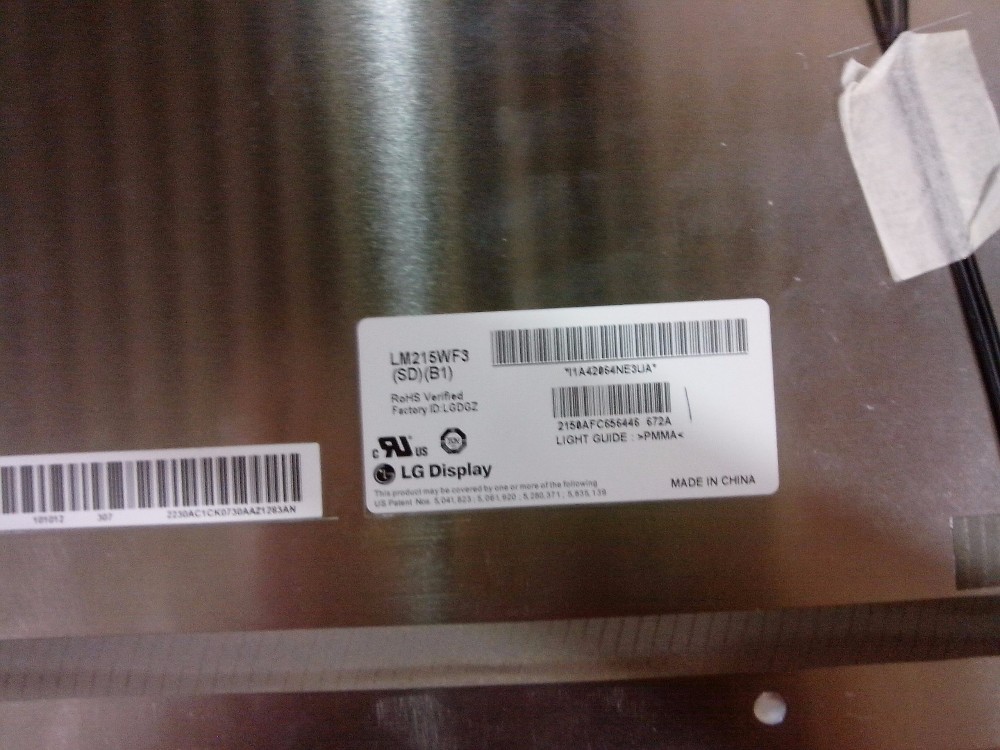 LM215WF3
(SD)(B1)
"I1A42064NE3UA"
RoHS Verified
Factory ID:LGDGZ
2150AFC656446 672A
LIGHT GUIDE : >PMMA<
c RU US
LG Display
MADE IN CHINA
This product may be covered by one or more of the following
US Patent Nos. 5,041,823 ; 5,061,920 ; 5,280,371 ; 5,835,139
101012 307 2230AC1CK0730AAZ1263AN